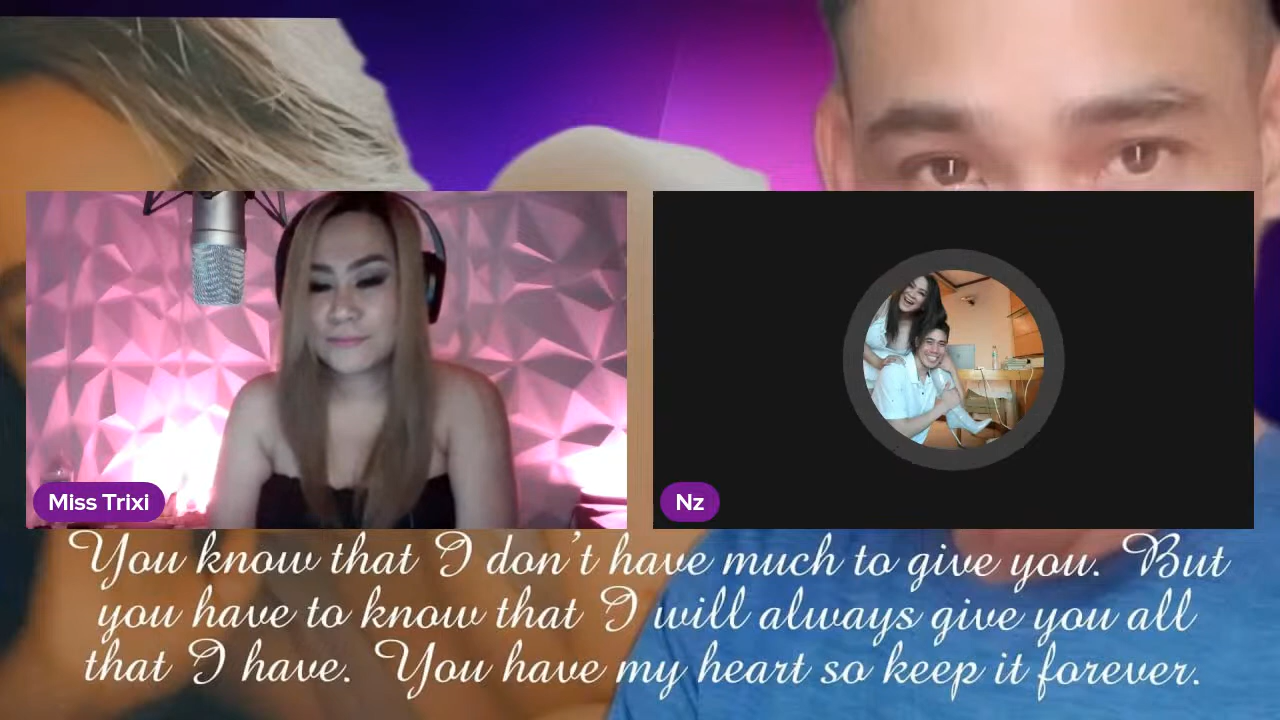 Miss Trixi
Nz
You know that I don't have much to give you. But
you have to know that I will always give you all
that I have. You have my heart so keep it forever.